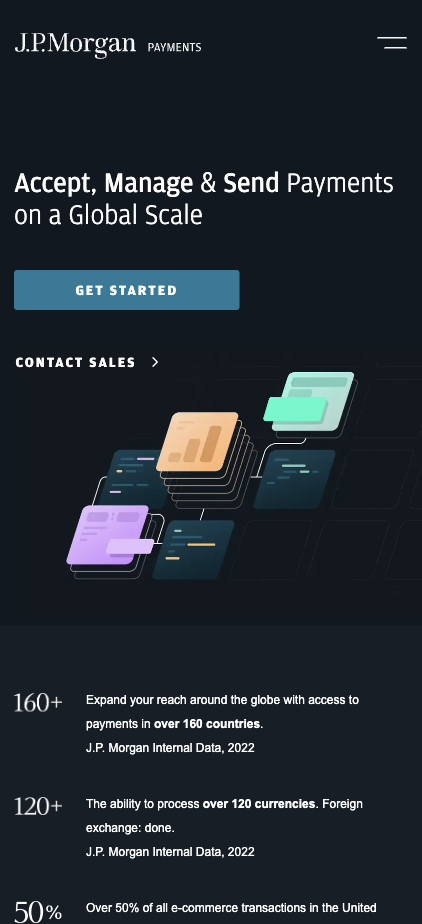 J.P.Morgan PAYMENTS
Accept, Manage & Send Payments
on a Global Scale
GET STARTED
CONTACT SALES
160+
Expand your reach around the globe with access to
payments in over 160 countries.
J.P. Morgan Internal Data, 2022
120+
The ability to process over 120 currencies. Foreign
exchange: done.
J.P. Morgan Internal Data, 2022
50%
Over 50% of all e-commerce transactions in the United